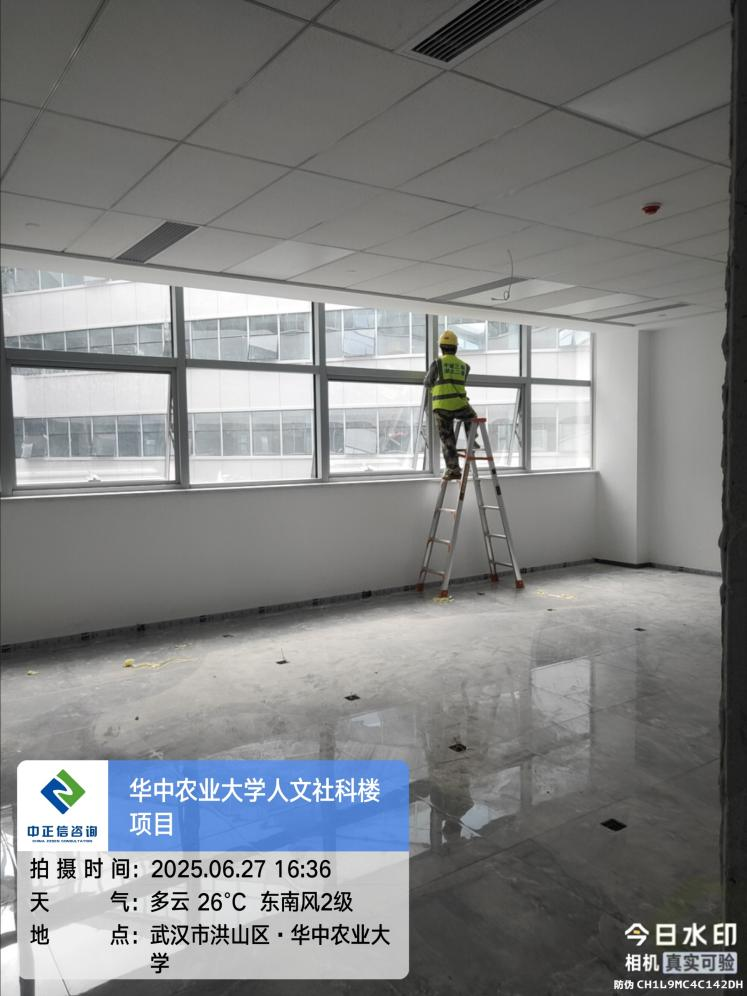 中正信咨询
华中农业大学人文社科楼
项目
拍摄时间：2025.06.27 16:36
天气：多云 26℃ 东南风2级
地点：武汉市洪山区·华中农业大
学
今日水印
相机 真实可验
防伪 CH1L9MC4C142DH